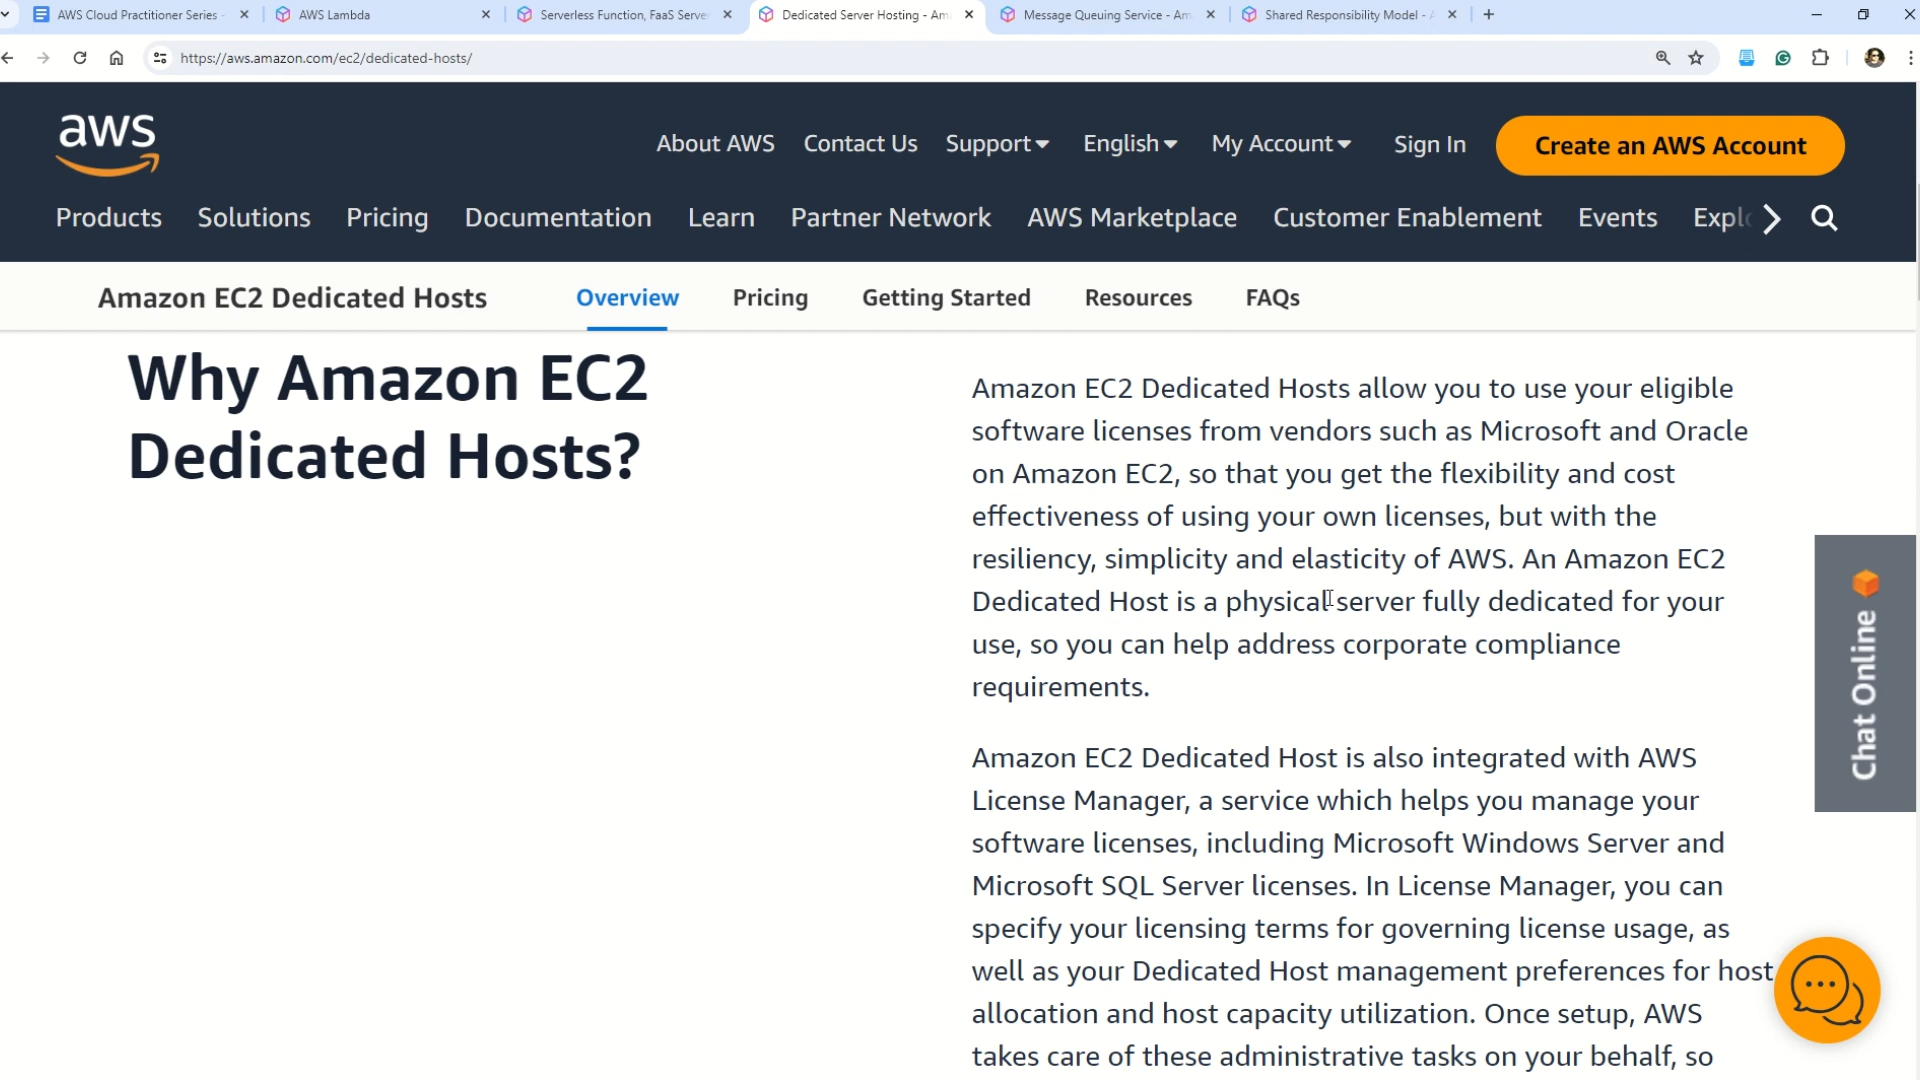 AWS Cloud Practitioner Series -
AWS Lambda
Serverless Function, FaaS Serve
Dedicated Server Hosting - Am
Message Queuing Service - Am
Shared Responsibility Model - A
https://aws.amazon.com/ec2/dedicated-hosts/
aws
About AWS
Contact Us
Support
English
My Account
Sign In
Create an AWS Account
Products
Solutions
Pricing
Documentation
Learn
Partner Network
AWS Marketplace
Customer Enablement
Events
Explo
Amazon EC2 Dedicated Hosts
Overview
Pricing
Getting Started
Resources
FAQs
Why Amazon EC2
Dedicated Hosts?
Amazon EC2 Dedicated Hosts allow you to use your eligible
software licenses from vendors such as Microsoft and Oracle
on Amazon EC2, so that you get the flexibility and cost
effectiveness of using your own licenses, but with the
resiliency, simplicity and elasticity of AWS. An Amazon EC2
Dedicated Host is a physical server fully dedicated for your
use, so you can help address corporate compliance
requirements.
Amazon EC2 Dedicated Host is also integrated with AWS
License Manager, a service which helps you manage your
software licenses, including Microsoft Windows Server and
Microsoft SQL Server licenses. In License Manager, you can
specify your licensing terms for governing license usage, as
well as your Dedicated Host management preferences for host
allocation and host capacity utilization. Once setup, AWS
takes care of these administrative tasks on your behalf, so
Chat Online